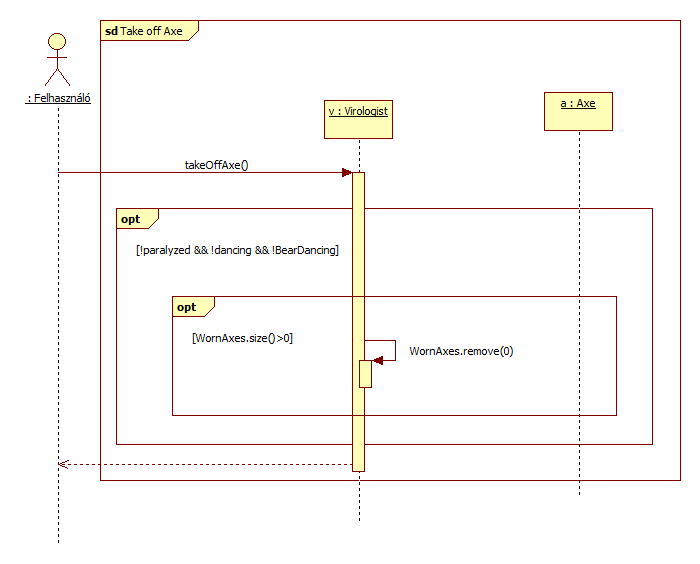 sd Take off Axe
: Felhasználó
v : Virologist
a : Axe
takeOffAxe()
opt
[!paralyzed && !dancing && !BearDancing]
opt
[WornAxes.size()>0]
WornAxes.remove(0)